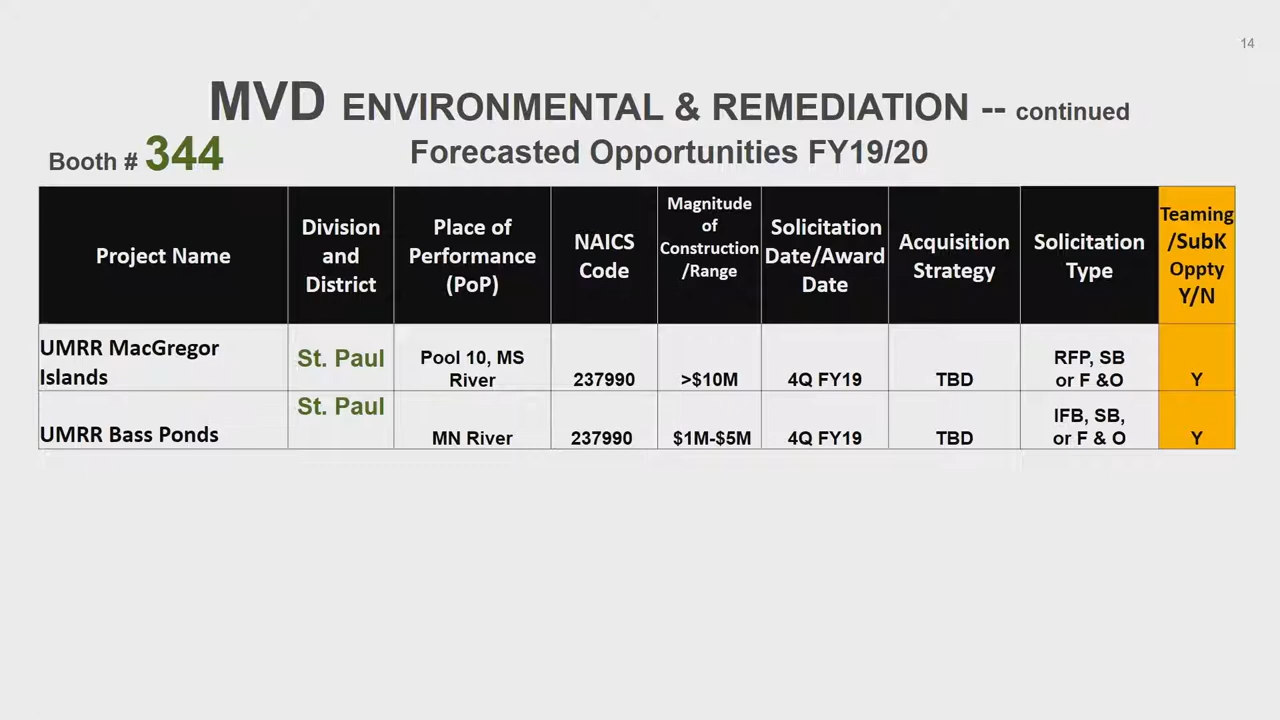 14
MVD ENVIRONMENTAL & REMEDIATION -- continued
Booth # 344
Forecasted Opportunities FY19/20
Project Name
Division
and
District
Place of
Performance
(PoP)
NAICS
Code
Magnitude
of
Construction
/Range
Solicitation
Date/Award
Date
Acquisition
Strategy
Solicitation
Type
Teaming
/SubK
Oppty
Y/N
UMRR MacGregor
Islands
St. Paul
Pool 10, MS
River
237990
>$10M
4Q FY19
TBD
RFP, SB
or F &O
Y
UMRR Bass Ponds
St. Paul
MN River
237990
$1M-$5M
4Q FY19
TBD
IFB, SB,
or F & O
Y